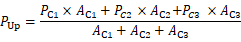 P_Up = (P_C1 × A_C1 + P_c2 × A_C2 + P_c3 × A_C3) / (A_C1 + A_C2 + A_C3)